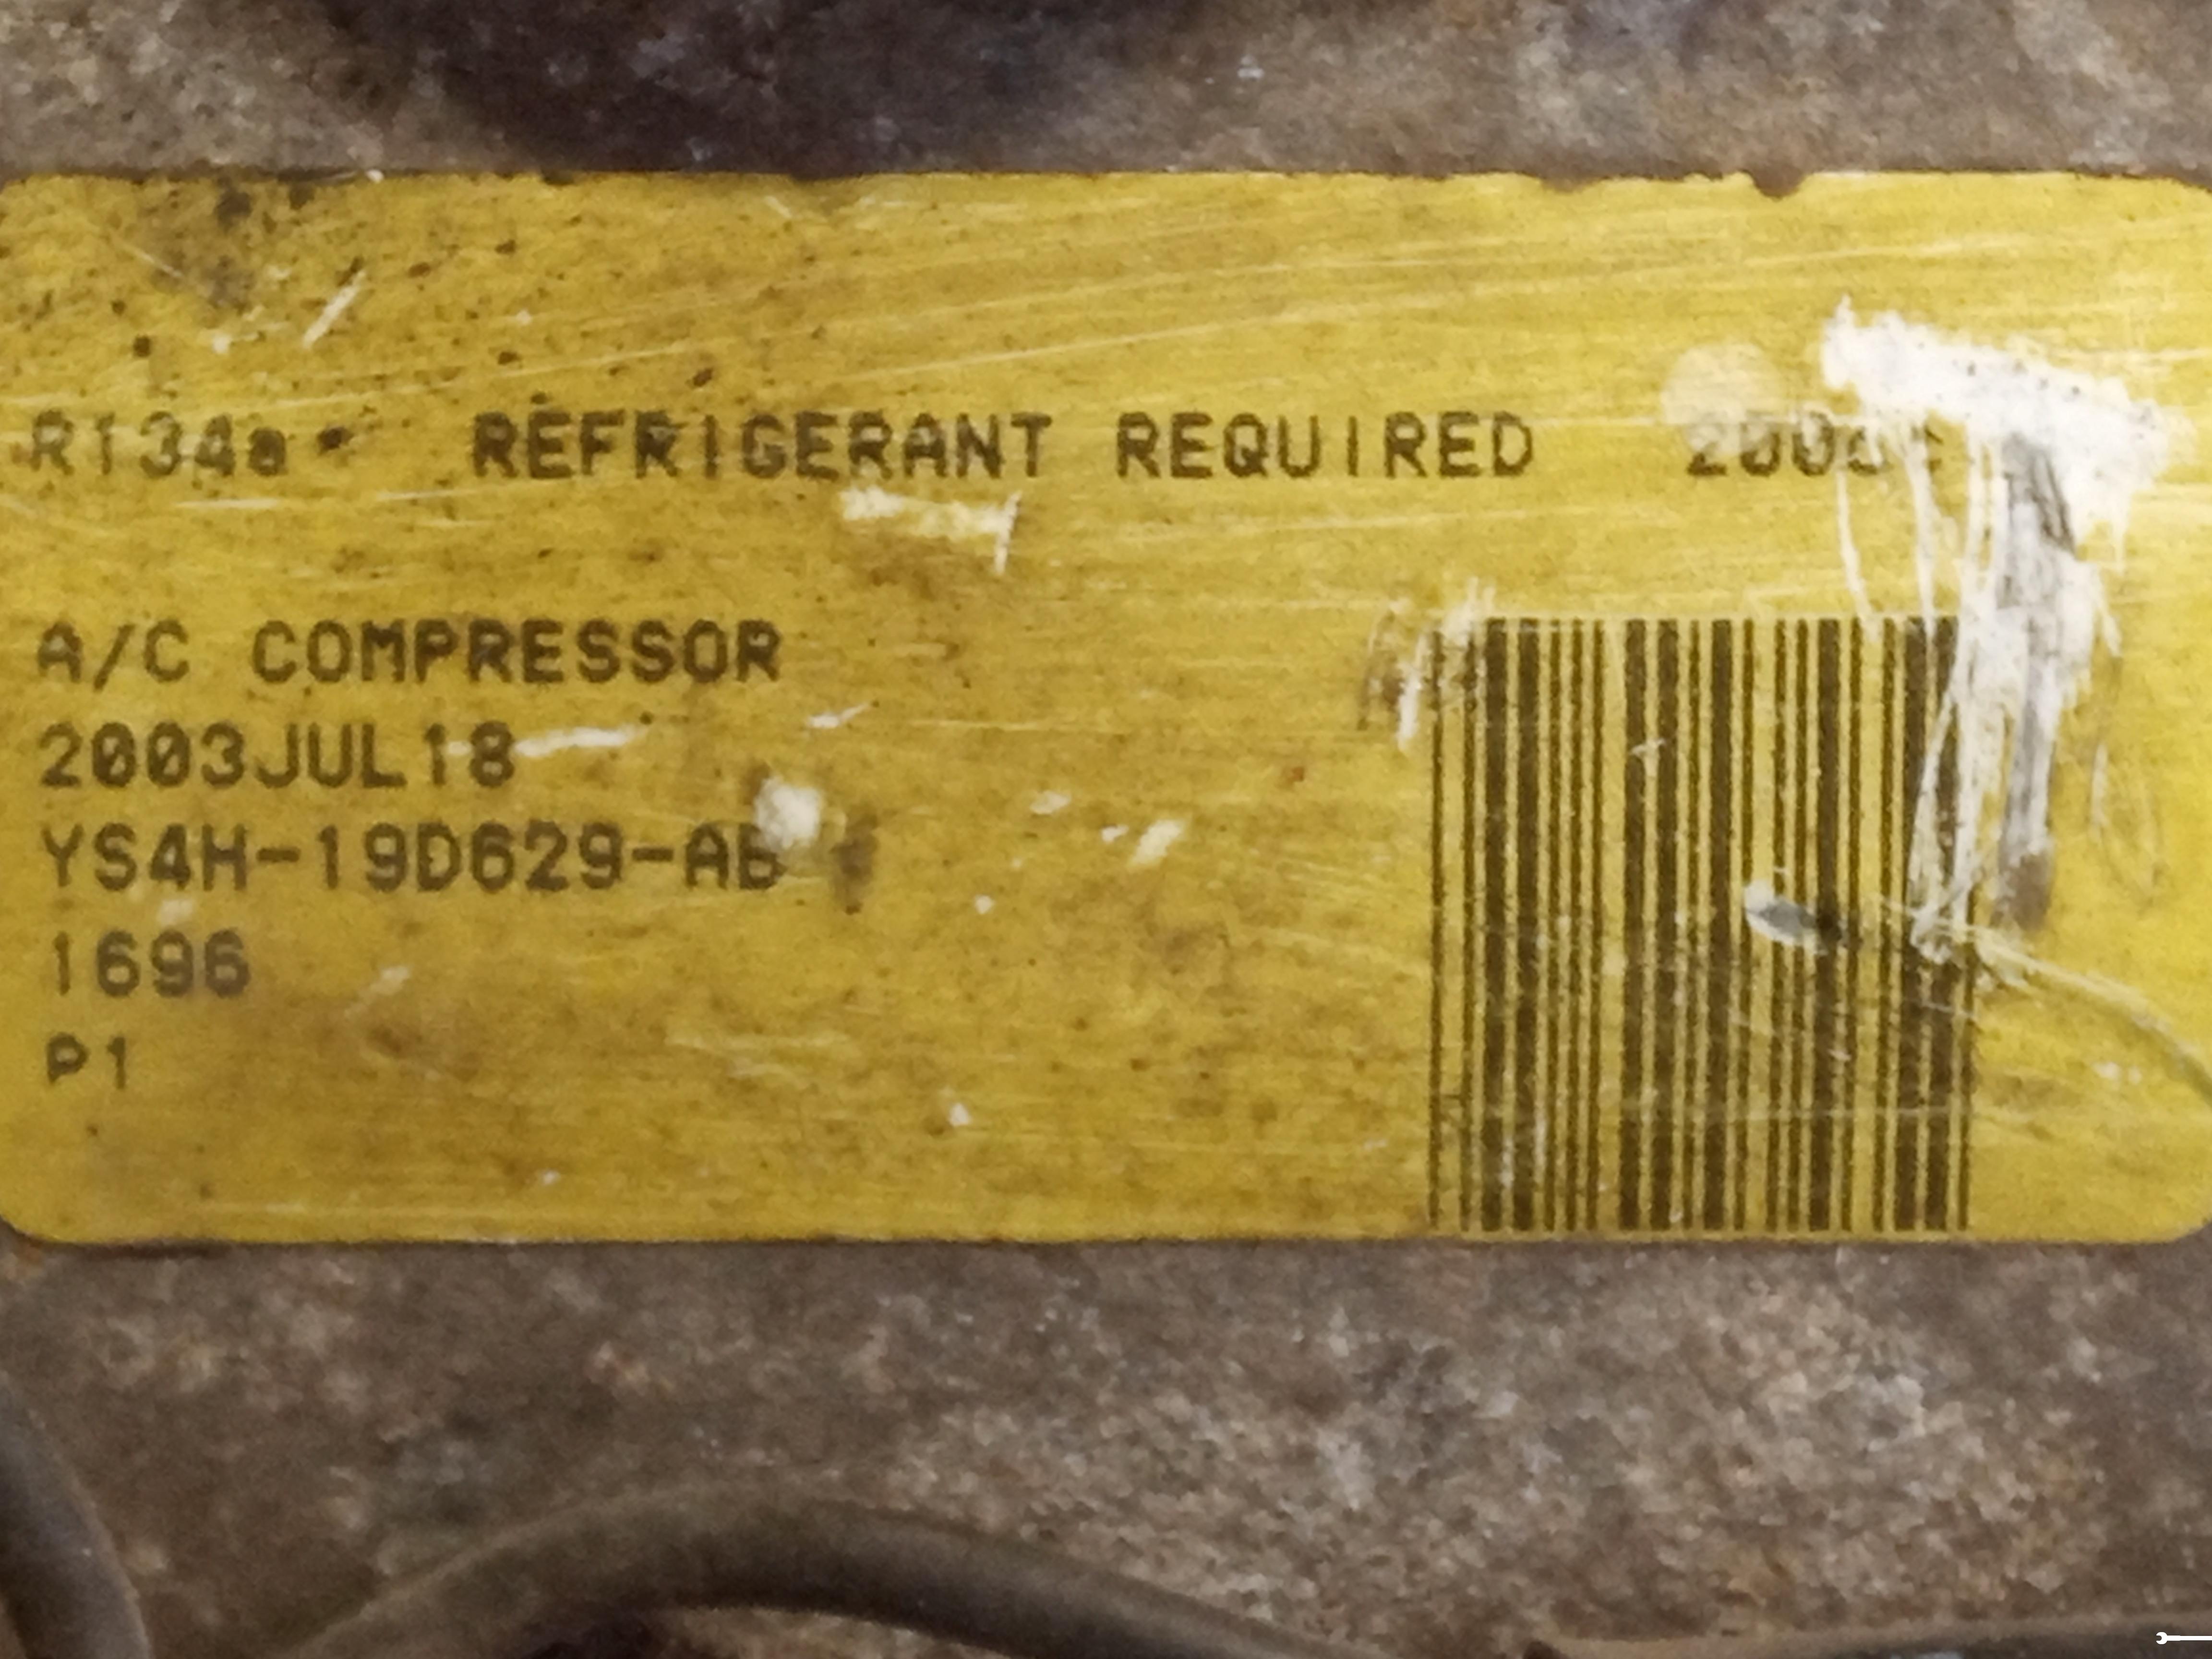 R134a REFRIGERANT REQUIRED
A/C COMPRESSOR
2003JUL18
YS4H-19D629-AB
1696
P1